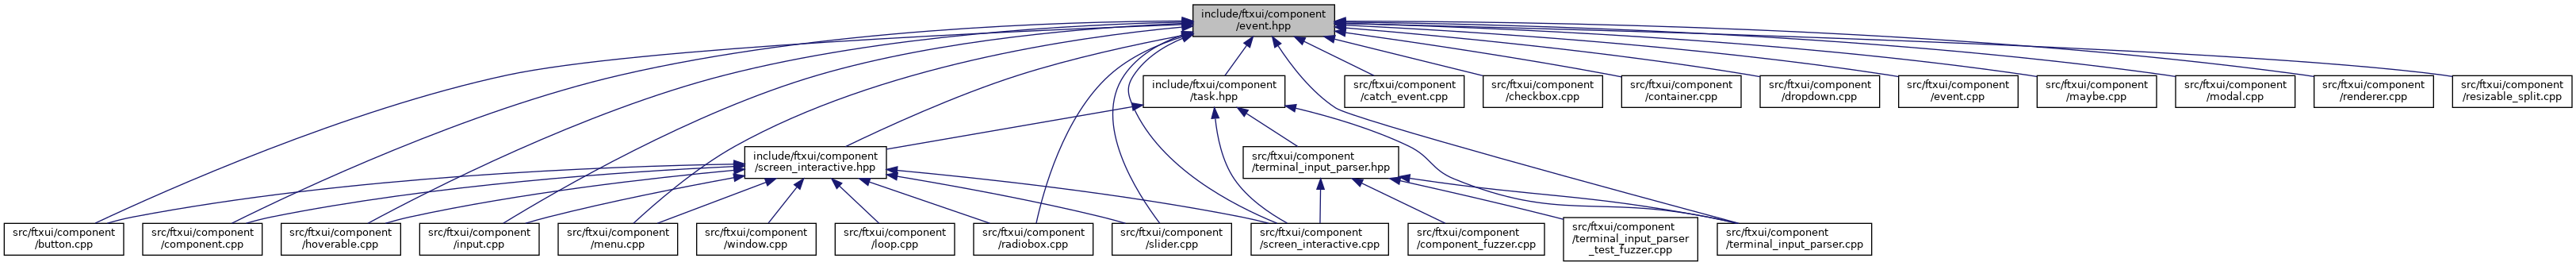 include/ftxui/component
/event.hpp
include/ftxui/component
/task.hpp
src/ftxui/component
/catch_event.cpp
src/ftxui/component
/checkbox.cpp
src/ftxui/component
/container.cpp
src/ftxui/component
/dropdown.cpp
src/ftxui/component
/event.cpp
src/ftxui/component
/maybe.cpp
src/ftxui/component
/modal.cpp
src/ftxui/component
/renderer.cpp
src/ftxui/component
/resizable_split.cpp
include/ftxui/component
/screen_interactive.hpp
src/ftxui/component
/terminal_input_parser.hpp
src/ftxui/component
/button.cpp
src/ftxui/component
/component.cpp
src/ftxui/component
/hoverable.cpp
src/ftxui/component
/input.cpp
src/ftxui/component
/menu.cpp
src/ftxui/component
/window.cpp
src/ftxui/component
/loop.cpp
src/ftxui/component
/radiobox.cpp
src/ftxui/component
/slider.cpp
src/ftxui/component
/screen_interactive.cpp
src/ftxui/component
/component_fuzzer.cpp
src/ftxui/component
/terminal_input_parser
_test_fuzzer.cpp
src/ftxui/component
/terminal_input_parser.cpp